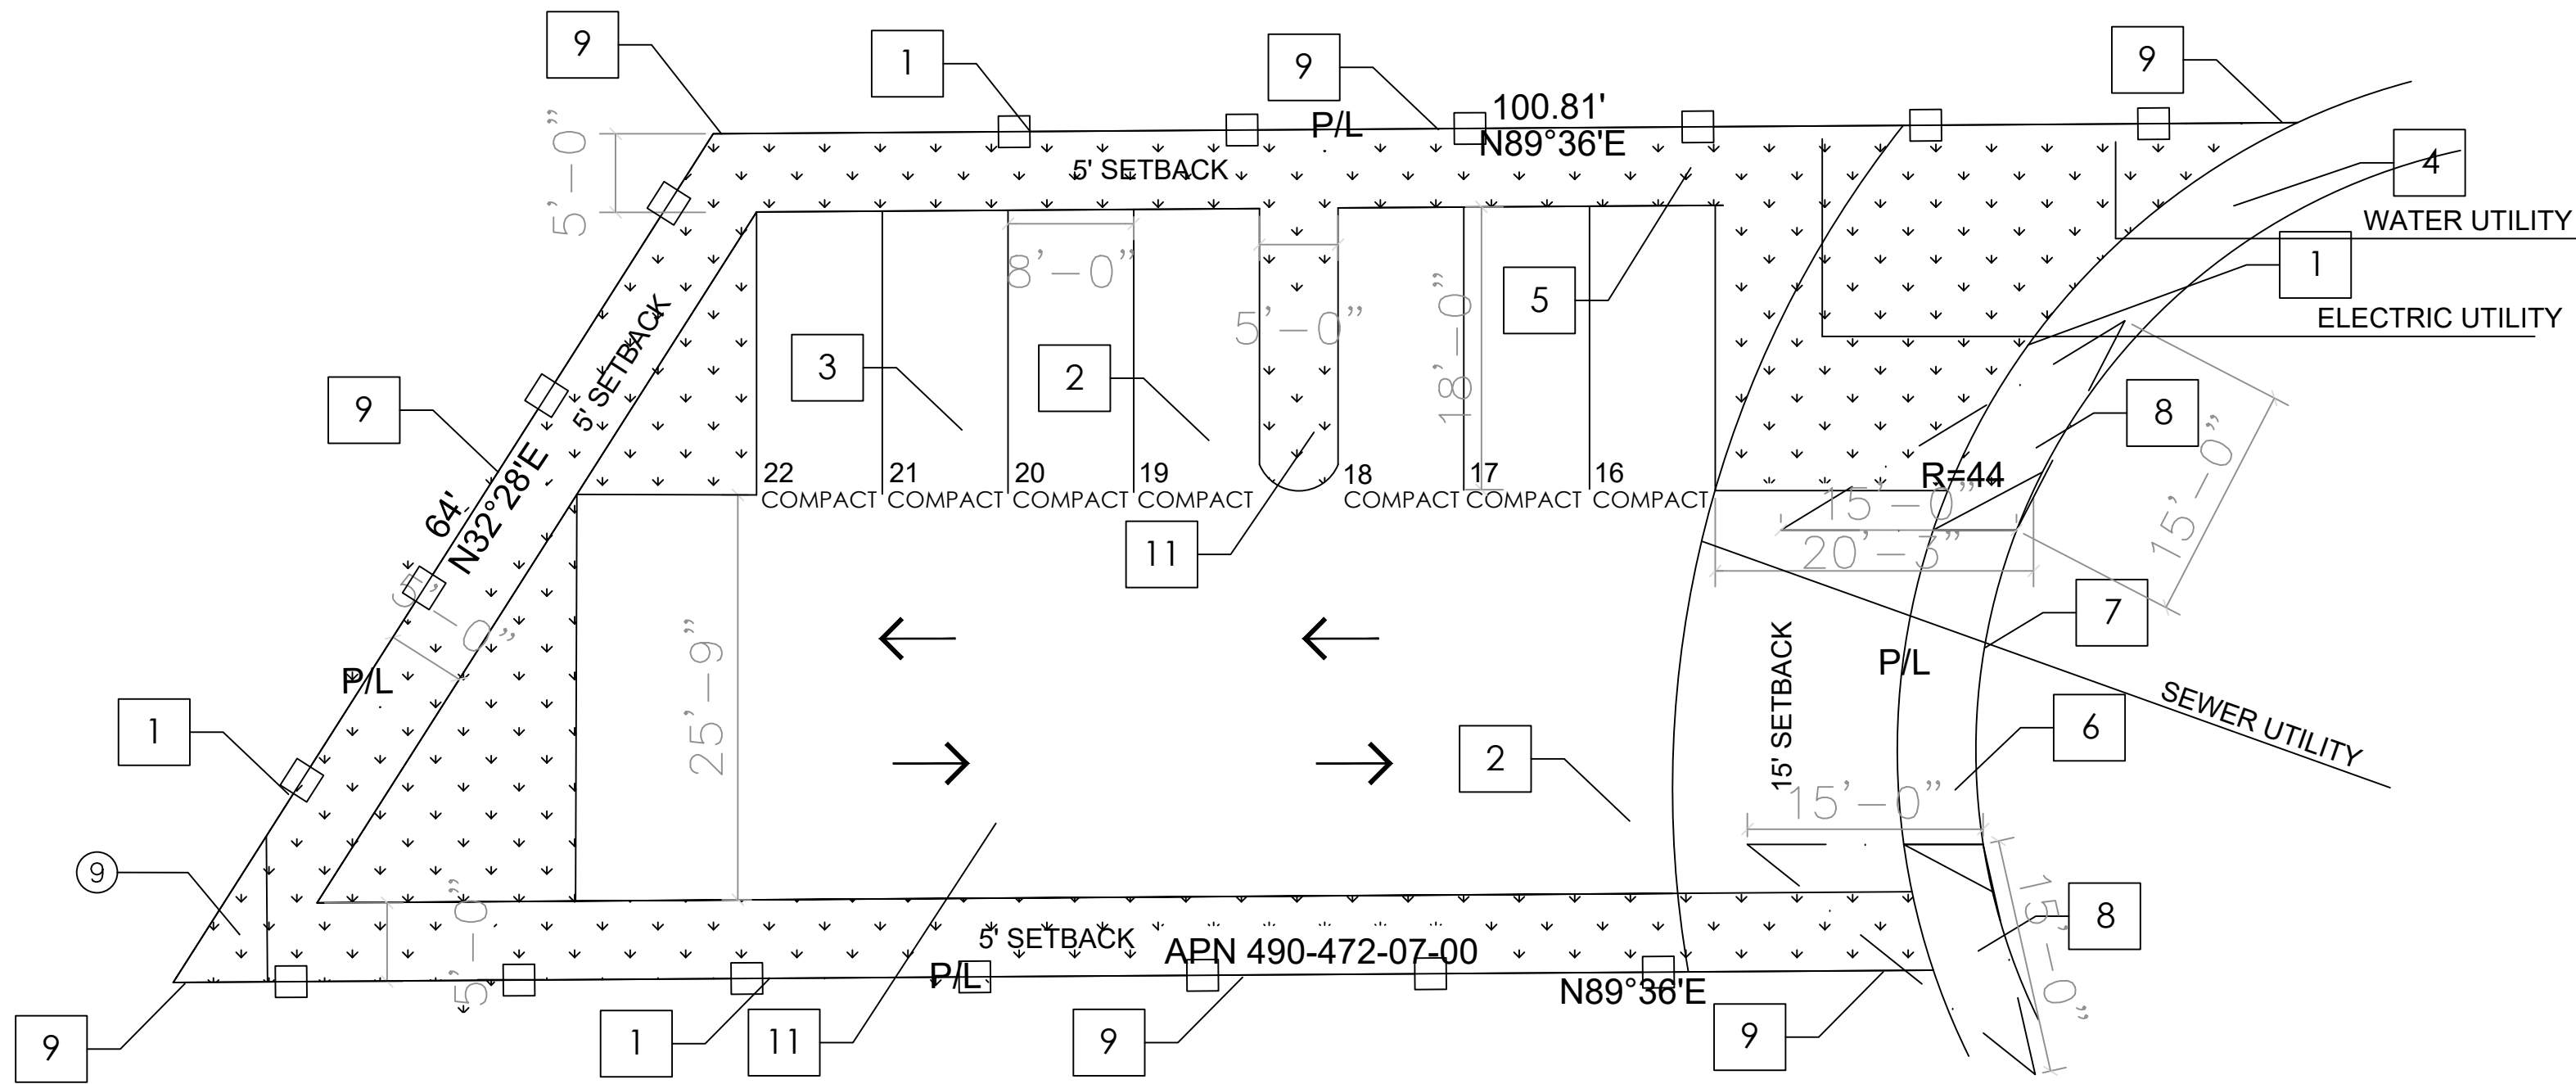 9
1
9
9
100.81'
P/L
N89°36'E
5'-0"
5' SETBACK
4
WATER UTILITY
1
ELECTRIC UTILITY
8'-0"
5'-0"
18'-0"
5
3
2
9
5' SETBACK
8
15'-0"
22
21
20
19
18
17
16
COMPACT
COMPACT
COMPACT
COMPACT
COMPACT
COMPACT
COMPACT
R=44
15'-0"
20'-3"
64'
N32°28'E
11
5'-0"
7
P/L
P/L
25'-9"
15' SETBACK
SEWER UTILITY
1
6
2
15'-0"
9
5'-0"
15'-0"
8
5' SETBACK
APN 490-472-07-00
P/L
N89°36'E
9
1
11
9
9